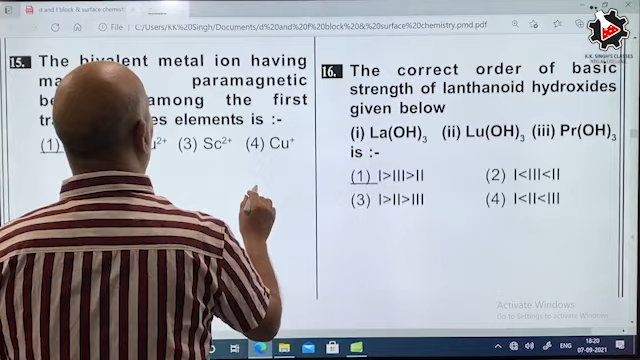 d and f block & surface chemistry
File C:/Users/KK%20Singh/Documents/d%20and%20f%20block%20&%20surface%20chemistry.pmd.pdf
K.K. SINGH'S CLASSES
15. The bivalent metal ion having
paramagnetic
among the first
elements is :-
(1) (3) Sc²⁺ (4) Cu⁺
16. The correct order of basic
strength of lanthanoid hydroxides
given below
(i) La(OH)₃ (ii) Lu(OH)₃ (iii) Pr(OH)₃
is :-
(1) I>III>II (2) I<III<II
(3) I>II>III (4) I<II<III
Activate Windows
Go to Settings to activate Windows.
ENG
18:20
07-09-2021